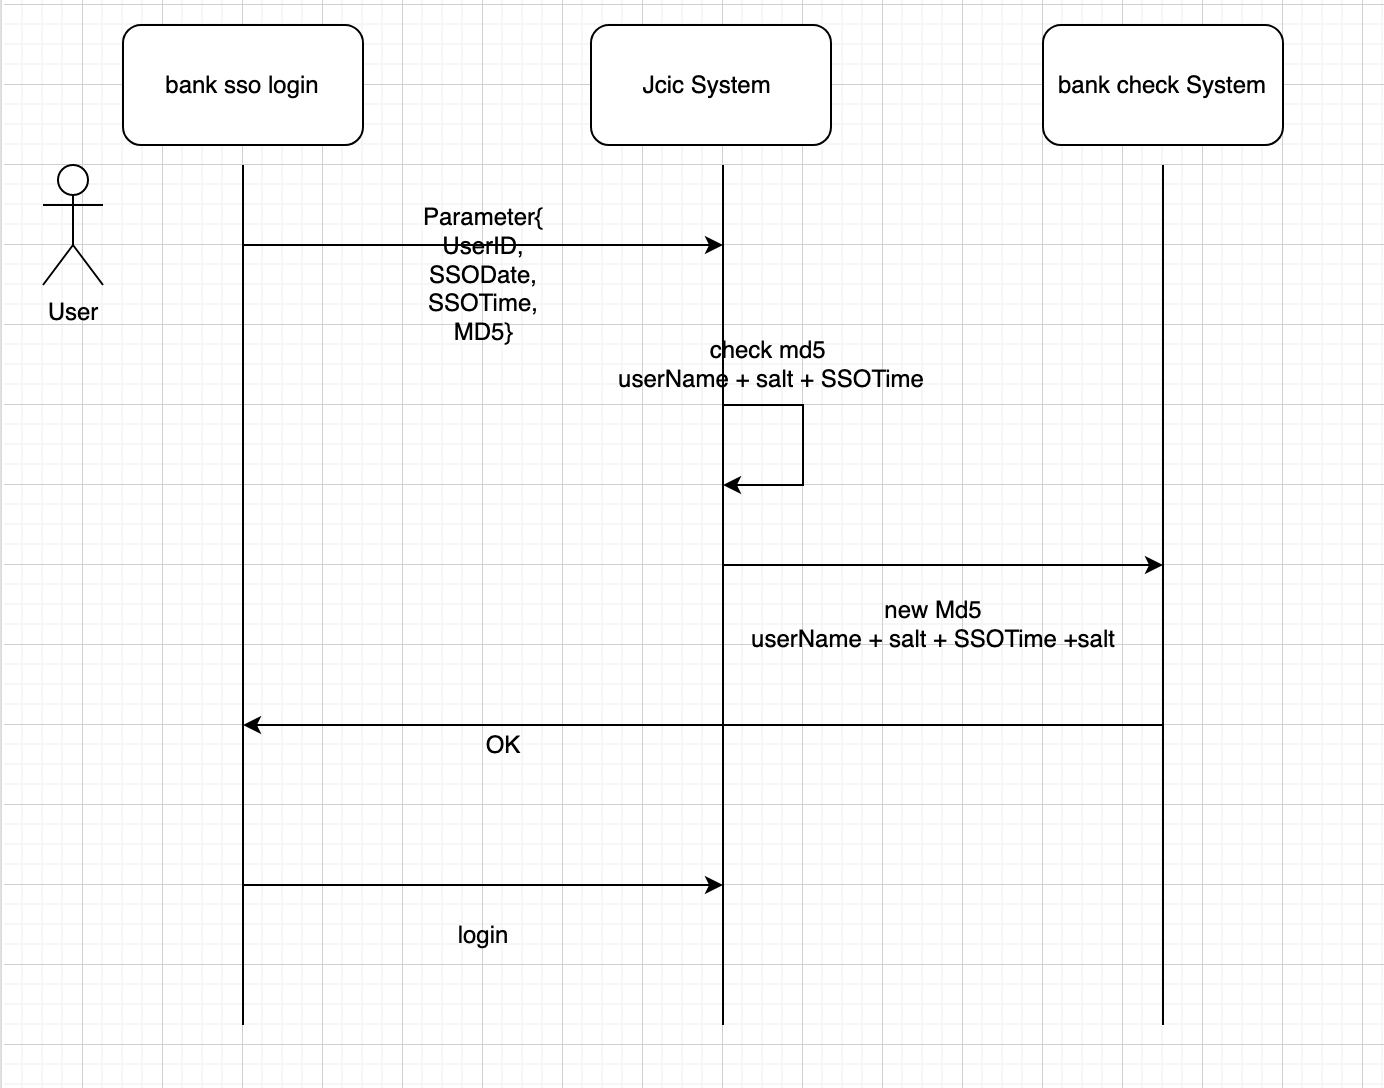 bank sso login
Jcic System
bank check System
User
Parameter{
UserID,
SSODate,
SSOTime,
MD5}
check md5
userName + salt + SSOTime
new Md5
userName + salt + SSOTime +salt
OK
login